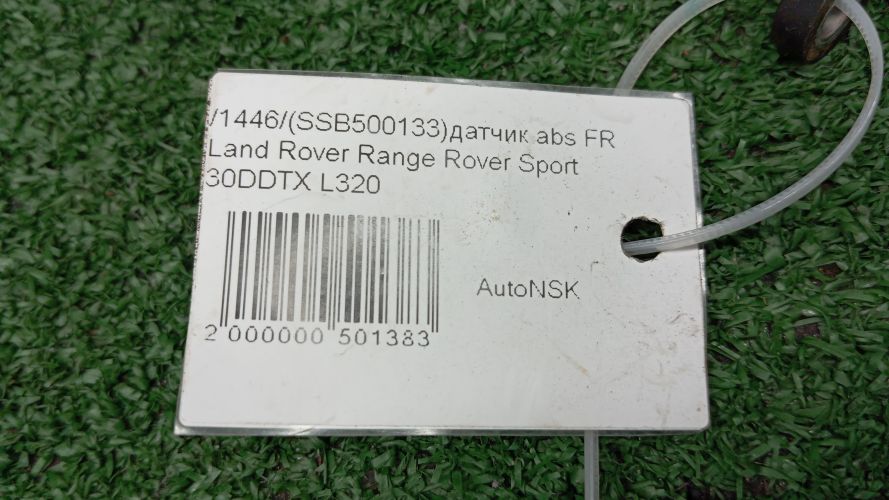 /1446/(SSB500133)датчик abs FR
Land Rover Range Rover Sport
30DDTX L320
AutoNSK
2 000000 501383